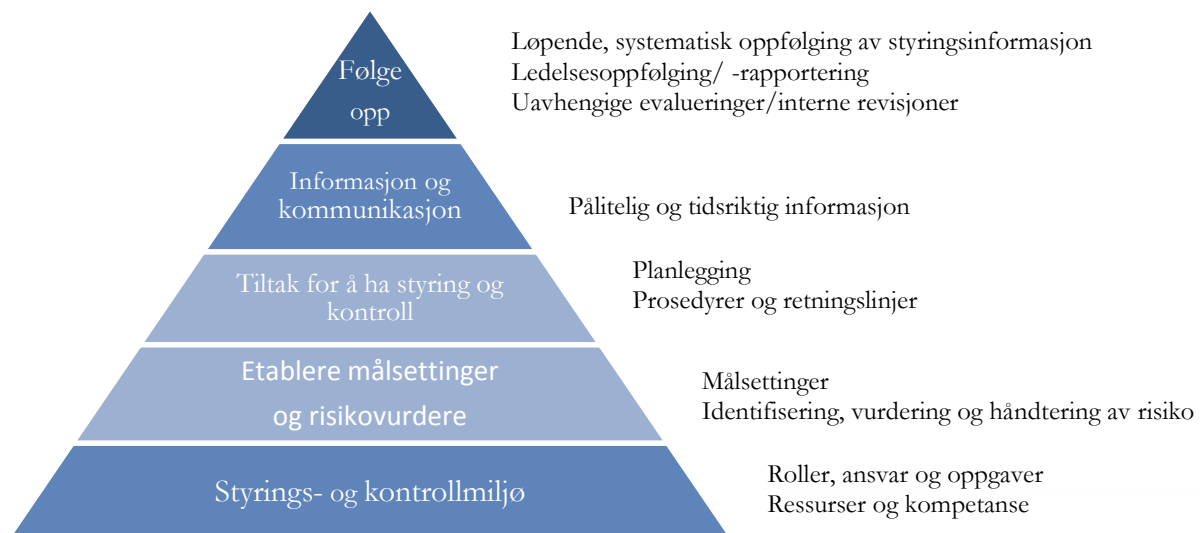 Følge
opp
Løpende, systematisk oppfølging av styringsinformasjon
Ledelsesoppfølging/ -rapportering
Uavhengige evalueringer/interne revisjoner
Informasjon og
kommunikasjon
Pålitelig og tidsriktig informasjon
Tiltak for å ha styring og
kontroll
Planlegging
Prosedyrer og retningslinjer
Etablere målsettinger
og risikovurdere
Målsettinger
Identifisering, vurdering og håndtering av risiko
Styrings- og kontrollmiljø
Roller, ansvar og oppgaver
Ressurser og kompetanse